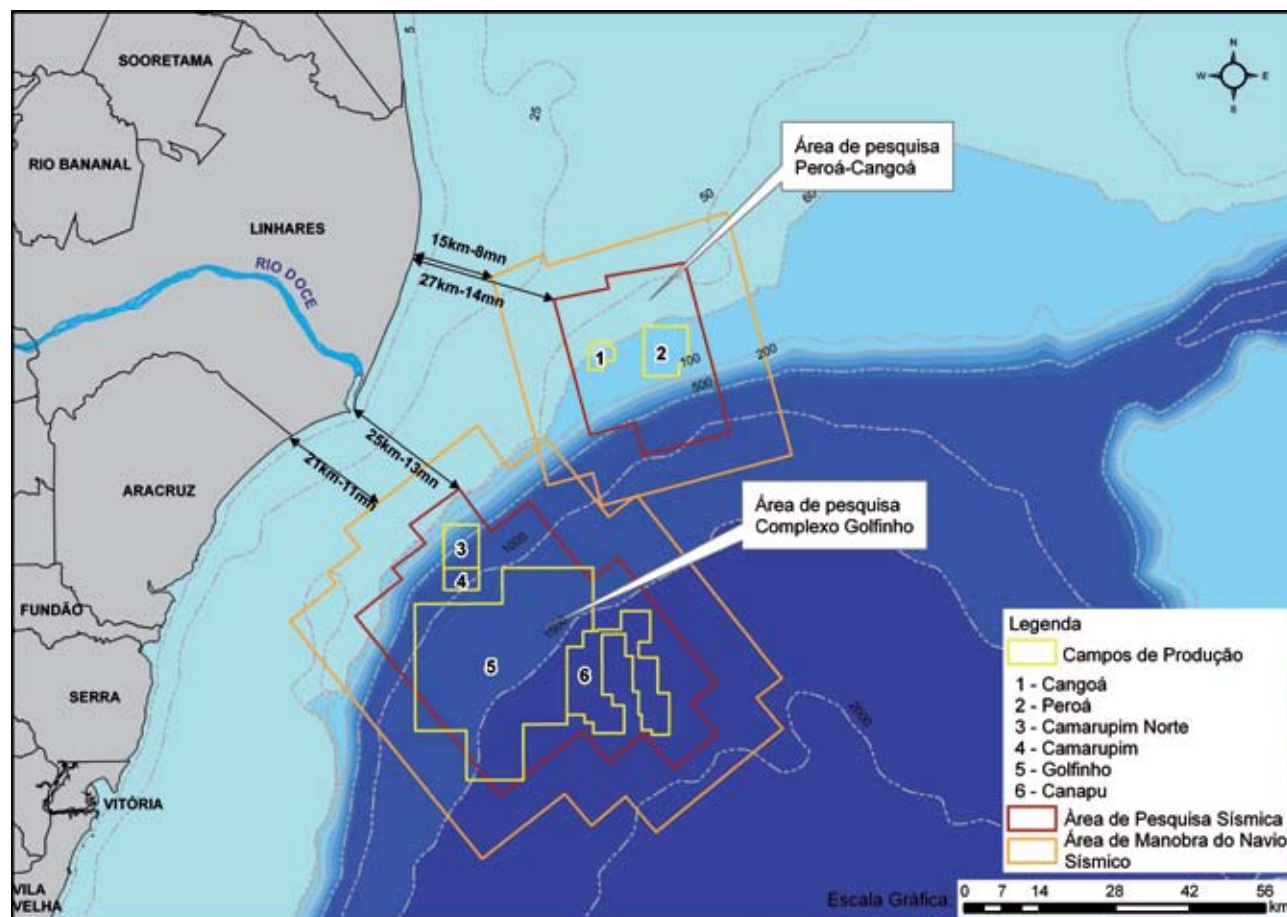 SOORETAMA
RIO BANANAL
LINHARES
RIO DOCE
ARACRUZ
FUNDÃO
SERRA
VITÓRIA
VILA
VELHA
5
25
50
60
N
W E
S
Área de pesquisa
Peroá-Cangoá
15km-8mn
27km-14mn
1
2
100
200
500
25km-13mn
21km-11mn
Área de pesquisa
Complexo Golfinho
3
4
1000
5
6
2000
Legenda
Campos de Produção
1 - Cangoá
2 - Peroá
3 - Camarupim Norte
4 - Camarupim
5 - Golfinho
6 - Canapu
Área de Pesquisa Sísmica
Área de Manobra do Navio
Sísmico
Escala Gráfica:
0 7 14 28 42 56
km